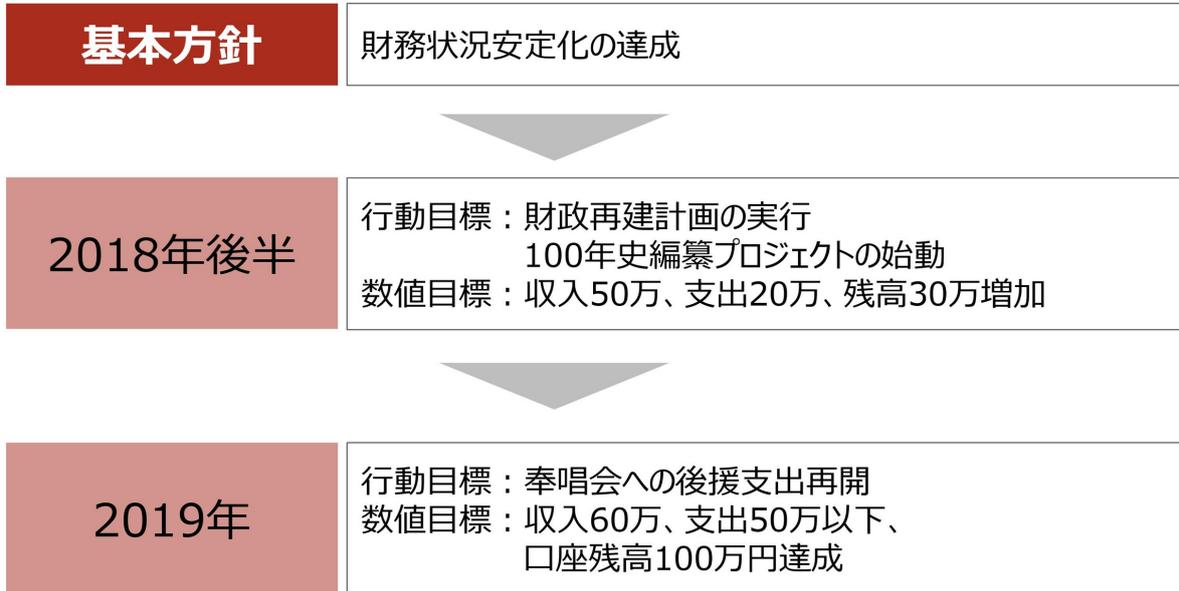 基本方針
財務状況安定化の達成
2018年後半
行動目標：財政再建計画の実行
100年史編纂プロジェクトの始動
数値目標：収入50万、支出20万、残高30万増加
2019年
行動目標：奉唱会への後援支出再開
数値目標：収入60万、支出50万以下、
口座残高100万円達成